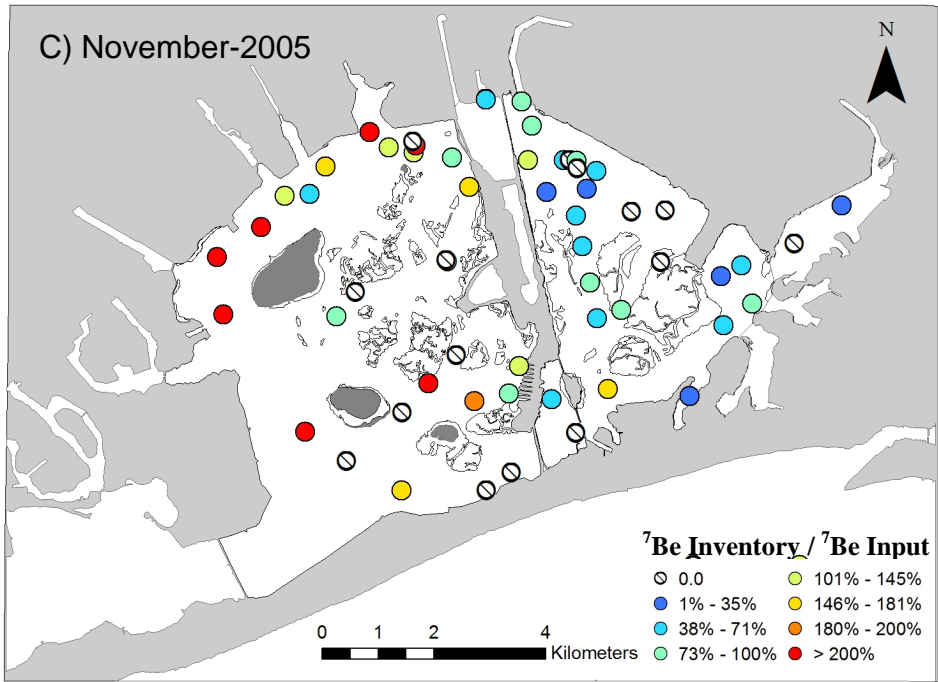 C) November-2005
N
⁷Be Inventory / ⁷Be Input
0.0
101% - 145%
1% - 35%
146% - 181%
38% - 71%
180% - 200%
73% - 100%
> 200%
0 1 2 4
Kilometers